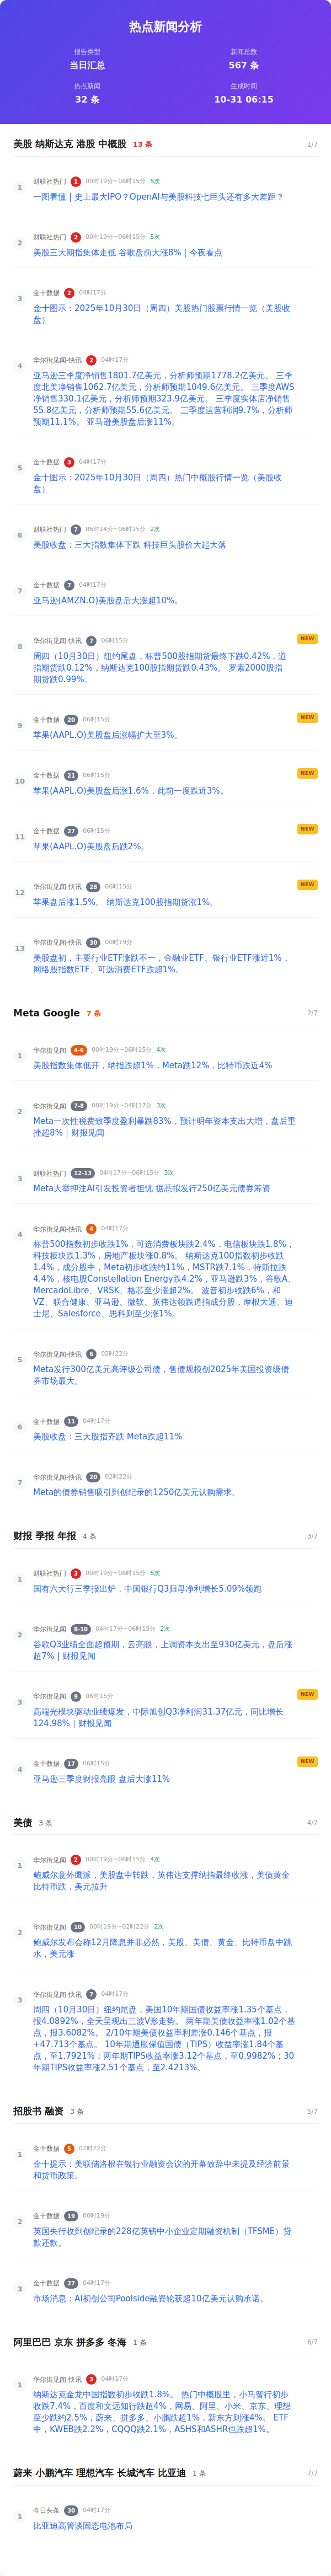 热点新闻分析
报告类型
当日汇总
新闻总数
567 条
热点新闻
32 条
生成时间
10-31 06:15
美股 纳斯达克 港股 中概股 13 条 1/7
1
财联社热门 1 00时19分~06时15分 5次
一图看懂 | 史上最大IPO？OpenAI与美股科技七巨头还有多大差距？
2
财联社热门 2 00时19分~06时15分 5次
美股三大期指集体走低 谷歌盘前大涨8% | 今夜看点
3
金十数据 2 04时17分
金十图示：2025年10月30日（周四）美股热门股票行情一览（美股收
盘）
4
华尔街见闻-快讯 2 04时17分
亚马逊三季度净销售1801.7亿美元，分析师预期1778.2亿美元。 三季
度北美净销售1062.7亿美元，分析师预期1049.6亿美元。 三季度AWS
净销售330.1亿美元，分析师预期323.9亿美元。 三季度实体店净销售
55.8亿美元，分析师预期55.6亿美元。 三季度运营利润9.7%，分析师
预期11.1%。 亚马逊美股盘后涨11%。
5
金十数据 3 04时17分
金十图示：2025年10月30日（周四）热门中概股行情一览（美股收
盘）
6
财联社热门 7 06时14分~06时15分 2次
美股收盘：三大指数集体下跌 科技巨头股价大起大落
7
金十数据 7 04时17分
亚马逊(AMZN.O)美股盘后大涨超10%。
8
华尔街见闻-快讯 7 06时15分 NEW
周四（10月30日）纽约尾盘，标普500股指期货最终下跌0.42%，道
指期货跌0.12%，纳斯达克100股指期货跌0.43%。 罗素2000股指
期货跌0.99%。
9
金十数据 20 06时15分 NEW
苹果(AAPL.O)美股盘后涨幅扩大至3%。
10
金十数据 21 06时15分 NEW
苹果(AAPL.O)美股盘后涨1.6%，此前一度跌近3%。
11
金十数据 27 06时15分 NEW
苹果(AAPL.O)美股盘后跌2%。
12
华尔街见闻-快讯 28 06时15分 NEW
苹果盘后涨1.5%。 纳斯达克100股指期货涨1%。
13
华尔街见闻-快讯 30 00时19分
美股盘初，主要行业ETF涨跌不一，金融业ETF、银行业ETF涨近1%，
网络股指数ETF、可选消费ETF跌超1%。
Meta Google 7 条 2/7
1
华尔街见闻 4-6 00时19分~06时15分 4次
美股指数集体低开，纳指跌超1%，Meta跌12%，比特币跌近4%
2
华尔街见闻 7-8 00时19分~04时17分 3次
Meta一次性税费致季度盈利暴跌83%，预计明年资本支出大增，盘后重
挫超8%｜财报见闻
3
财联社热门 12-13 04时17分~06时15分 3次
Meta大举押注AI引发投资者担忧 据悉拟发行250亿美元债券筹资
4
华尔街见闻-快讯 4 04时17分
标普500指数初步收跌1%，可选消费板块跌2.4%，电信板块跌1.8%，
科技板块跌1.3%，房地产板块涨0.8%。 纳斯达克100指数初步收跌
1.4%，成分股中，Meta初步收跌约11%，MSTR跌7.1%，特斯拉跌
4.4%，核电股Constellation Energy跌4.2%，亚马逊跌3%，谷歌A、
MercadoLibre、VRSK、格芯至少涨超2%。 波音初步收跌6%，和
VZ、联合健康、亚马逊、微软、英伟达领跌道指成分股，摩根大通、迪
士尼、Salesforce、思科则至少涨1%。
5
华尔街见闻-快讯 6 02时22分
Meta发行300亿美元高评级公司债，售债规模创2025年美国投资级债
券市场最大。
6
金十数据 11 04时17分
美股收盘：三大股指齐跌 Meta跌超11%
7
华尔街见闻-快讯 20 02时22分
Meta的债券销售吸引到创纪录的1250亿美元认购需求。
财报 季报 年报 4 条 3/7
1
财联社热门 3 00时19分~06时15分 5次
国有六大行三季报出炉，中国银行Q3归母净利增长5.09%领跑
2
华尔街见闻 8-10 04时17分~06时15分 2次
谷歌Q3业绩全面超预期，云亮眼，上调资本支出至930亿美元，盘后涨
超7% | 财报见闻
3
华尔街见闻 9 06时15分 NEW
高端光模块驱动业绩爆发，中际旭创Q3净利润31.37亿元，同比增长
124.98%｜财报见闻
4
金十数据 17 06时15分 NEW
亚马逊三季度财报亮眼 盘后大涨11%
美债 3 条 4/7
1
华尔街见闻 2 00时19分~06时15分 4次
鲍威尔意外鹰派，美股盘中转跌，英伟达支撑纳指最终收涨，美债黄金
比特币跌，美元拉升
2
华尔街见闻 10 00时19分~02时22分 2次
鲍威尔发布会称12月降息并非必然，美股、美债、黄金、比特币盘中跳
水，美元涨
3
华尔街见闻-快讯 7 04时17分
周四（10月30日）纽约尾盘，美国10年期国债收益率涨1.35个基点，
报4.0892%，全天呈现出三波V形走势。 两年期美债收益率涨1.02个基
点，报3.6082%。 2/10年期美债收益率利差涨0.146个基点，报
+47.713个基点。 10年期通胀保值国债（TIPS）收益率涨1.84个基
点，至1.7921%；两年期TIPS收益率涨3.12个基点，至0.9982%；30
年期TIPS收益率涨2.51个基点，至2.4213%。
招股书 融资 3 条 5/7
1
金十数据 5 02时22分
金十提示：美联储洛根在银行业融资会议的开幕致辞中未提及经济前景
和货币政策。
2
金十数据 19 00时19分
英国央行收到创纪录的228亿英镑中小企业定期融资机制（TFSME）贷
款还款。
3
金十数据 27 04时17分
市场消息：AI初创公司Poolside融资轮获超10亿美元认购承诺。
阿里巴巴 京东 拼多多 冬海 1 条 6/7
1
华尔街见闻-快讯 3 04时17分
纳斯达克金龙中国指数初步收跌1.8%。 热门中概股里，小马智行初步
收跌7.4%，百度和文远知行跌超4%，网易、阿里、小米、京东、理想
至少跌约2.5%，蔚来、拼多多、小鹏跌超1%，新东方则涨4%。 ETF
中，KWEB跌2.2%，CQQQ跌2.1%，ASHS和ASHR也跌超1%。
蔚来 小鹏汽车 理想汽车 长城汽车 比亚迪 1 条 7/7
1
今日头条 30 04时17分
比亚迪高管谈固态电池布局